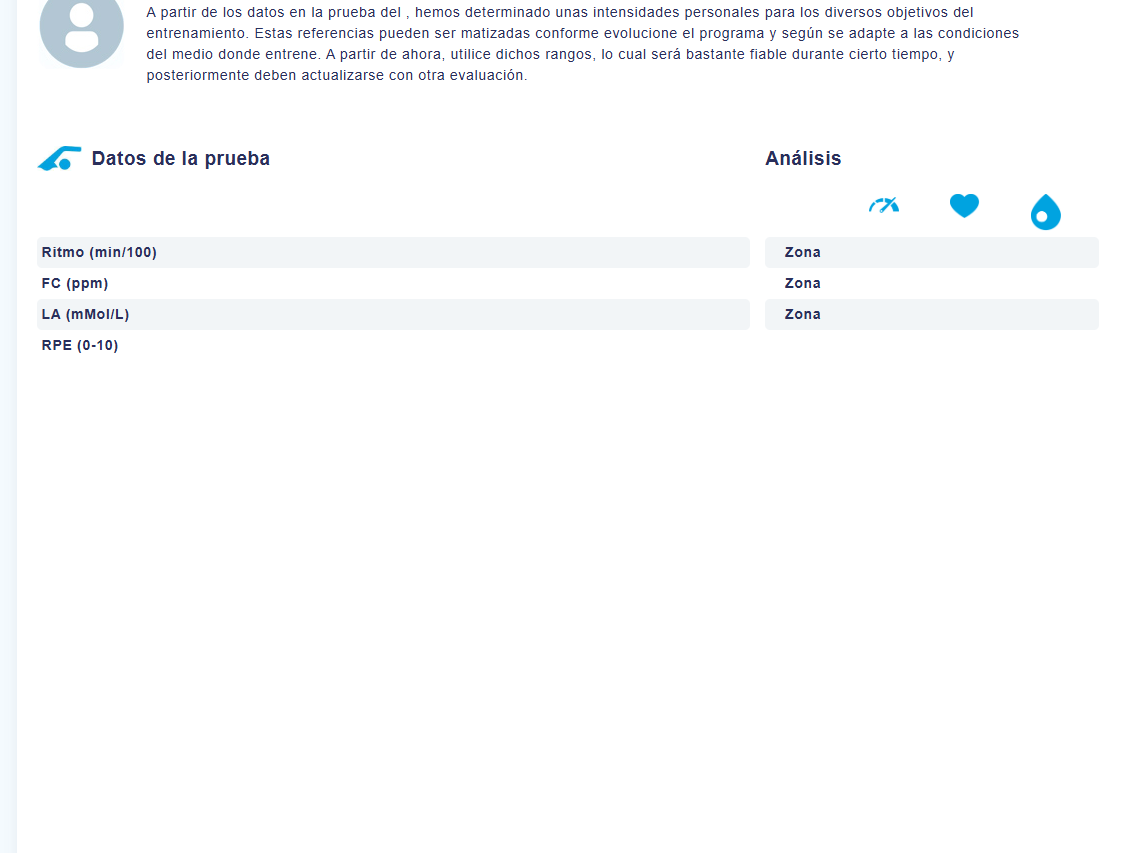 A partir de los datos en la prueba del , hemos determinado unas intensidades personales para los diversos objetivos del
entrenamiento. Estas referencias pueden ser matizadas conforme evolucione el programa y según se adapte a las condiciones
del medio donde entrene. A partir de ahora, utilice dichos rangos, lo cual será bastante fiable durante cierto tiempo, y
posteriormente deben actualizarse con otra evaluación.
Datos de la prueba
Análisis
Ritmo (min/100)
Zona
FC (ppm)
Zona
LA (mMol/L)
Zona
RPE (0-10)